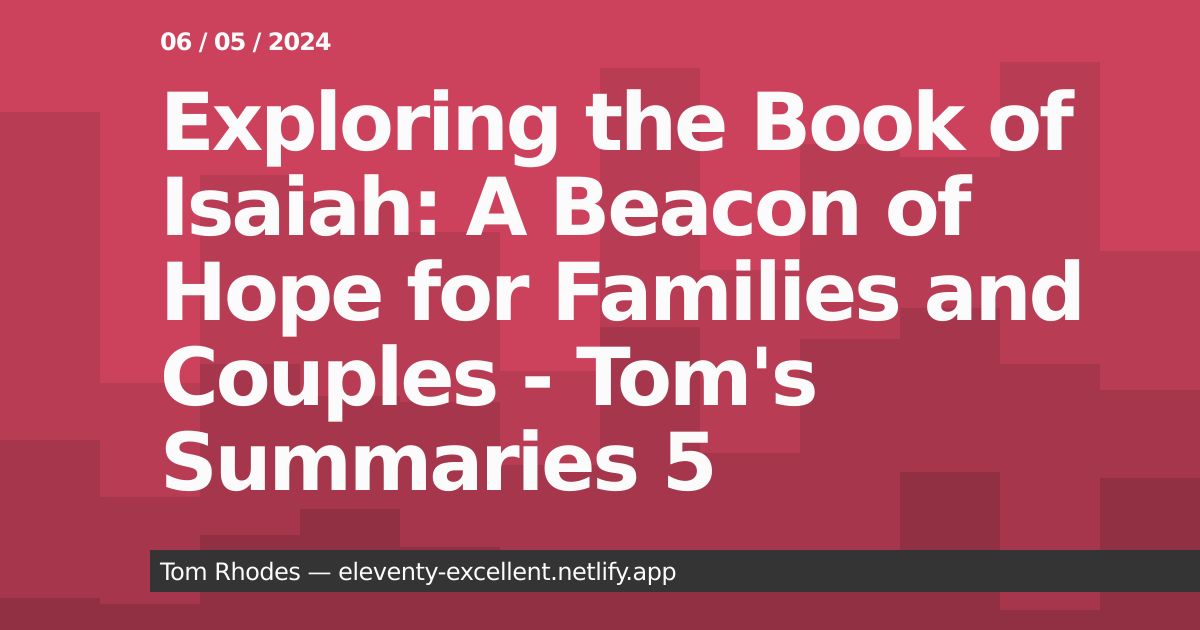 06 / 05 / 2024
Exploring the Book of
Isaiah: A Beacon of
Hope for Families and
Couples - Tom's
Summaries 5
Tom Rhodes — eleventy-excellent.netlify.app